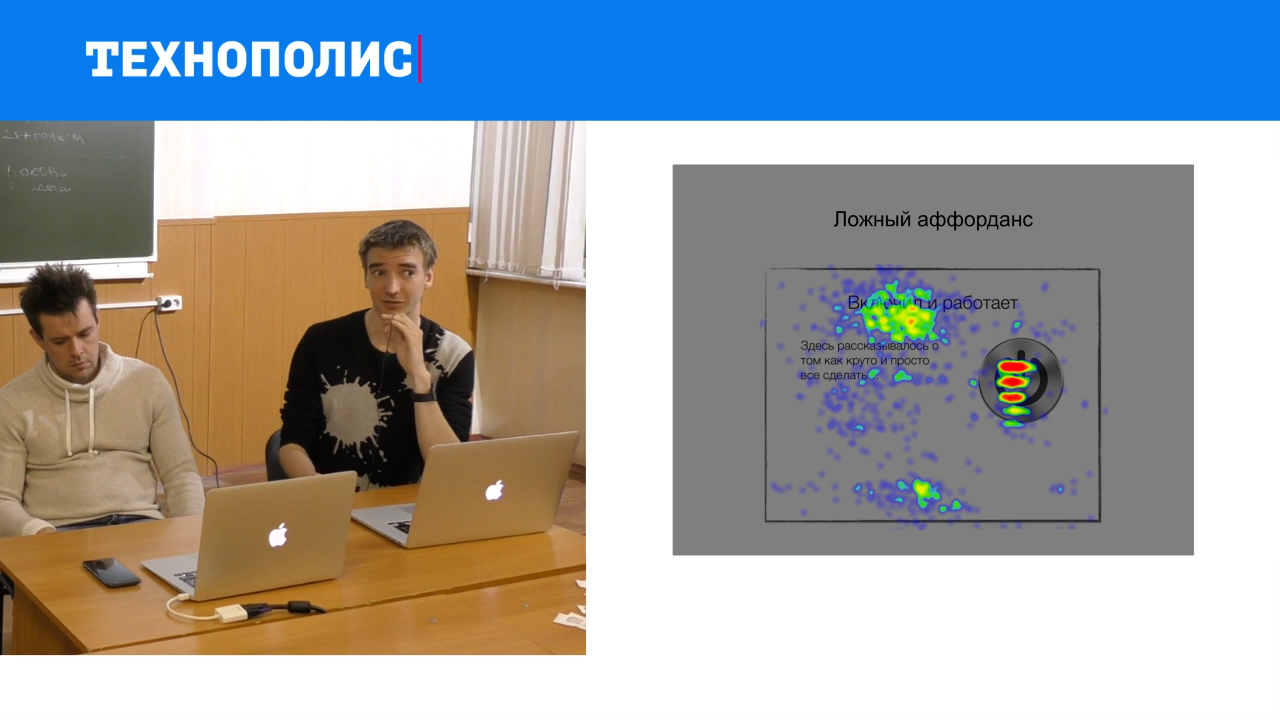 ТЕХНОПОЛИС
Ложный аффорданс
Включил и работает
Здесь рассказывалось о
том как круто и просто
все сделать...